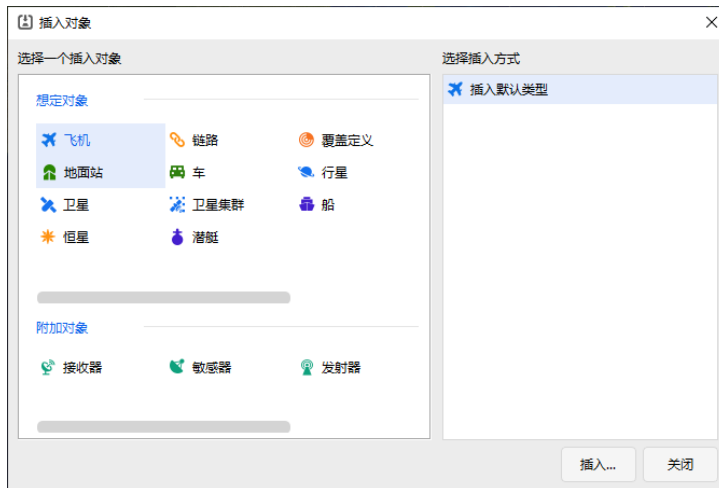 插入对象
选择一个插入对象
选择插入方式
想定对象
插入默认类型
飞机 链路 覆盖定义
地面站 车 行星
卫星 卫星集群 船
恒星 潜艇
附加对象
接收器 敏感器 发射器
插入... 关闭